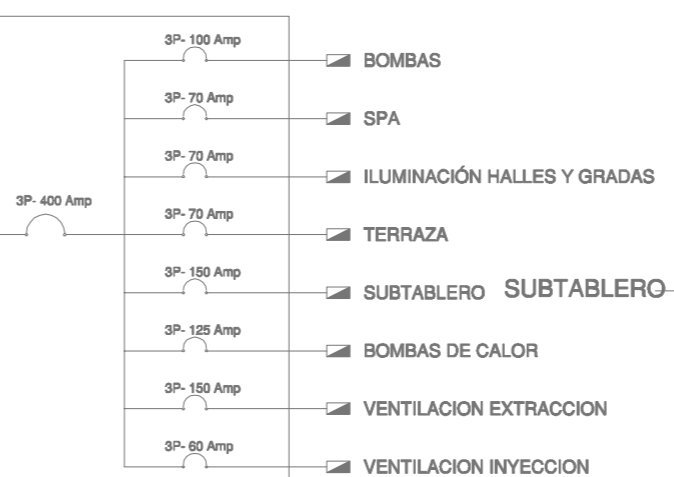 3P- 100 Amp
BOMBAS
3P- 70 Amp
SPA
3P- 70 Amp
ILUMINACIÓN HALLES Y GRADAS
3P- 400 Amp
3P- 70 Amp
TERRAZA
3P- 150 Amp
SUBTABLERO SUBTABLERO
3P- 125 Amp
BOMBAS DE CALOR
3P- 150 Amp
VENTILACION EXTRACCION
3P- 60 Amp
VENTILACION INYECCION